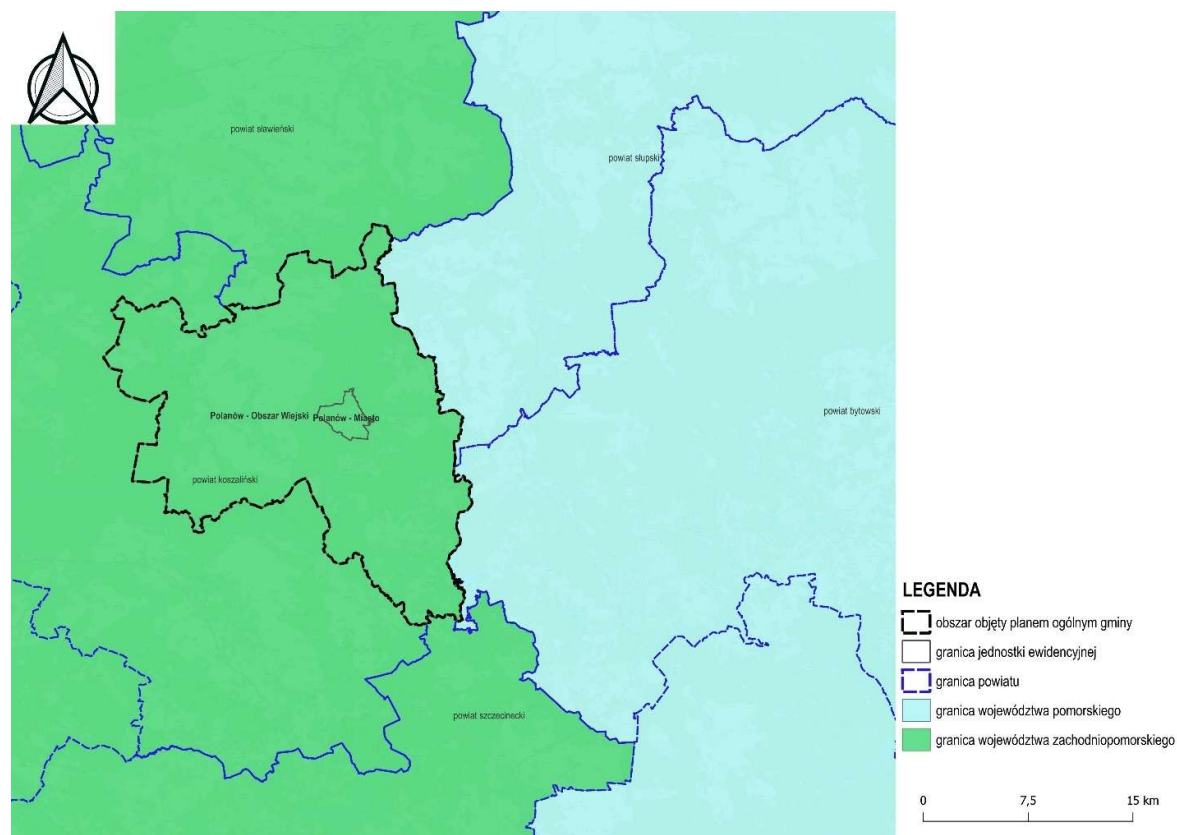 powiat sławieński
powiat słupski
powiat bytowski
Polanów - Obszar Wiejski
Polanów - Miasto
powiat koszaliński
powiat szczecinecki
LEGENDA
obszar objęty planem ogólnym gminy
granica jednostki ewidencyjnej
granica powiatu
granica województwa pomorskiego
granica województwa zachodniopomorskiego
0 7,5 15 km